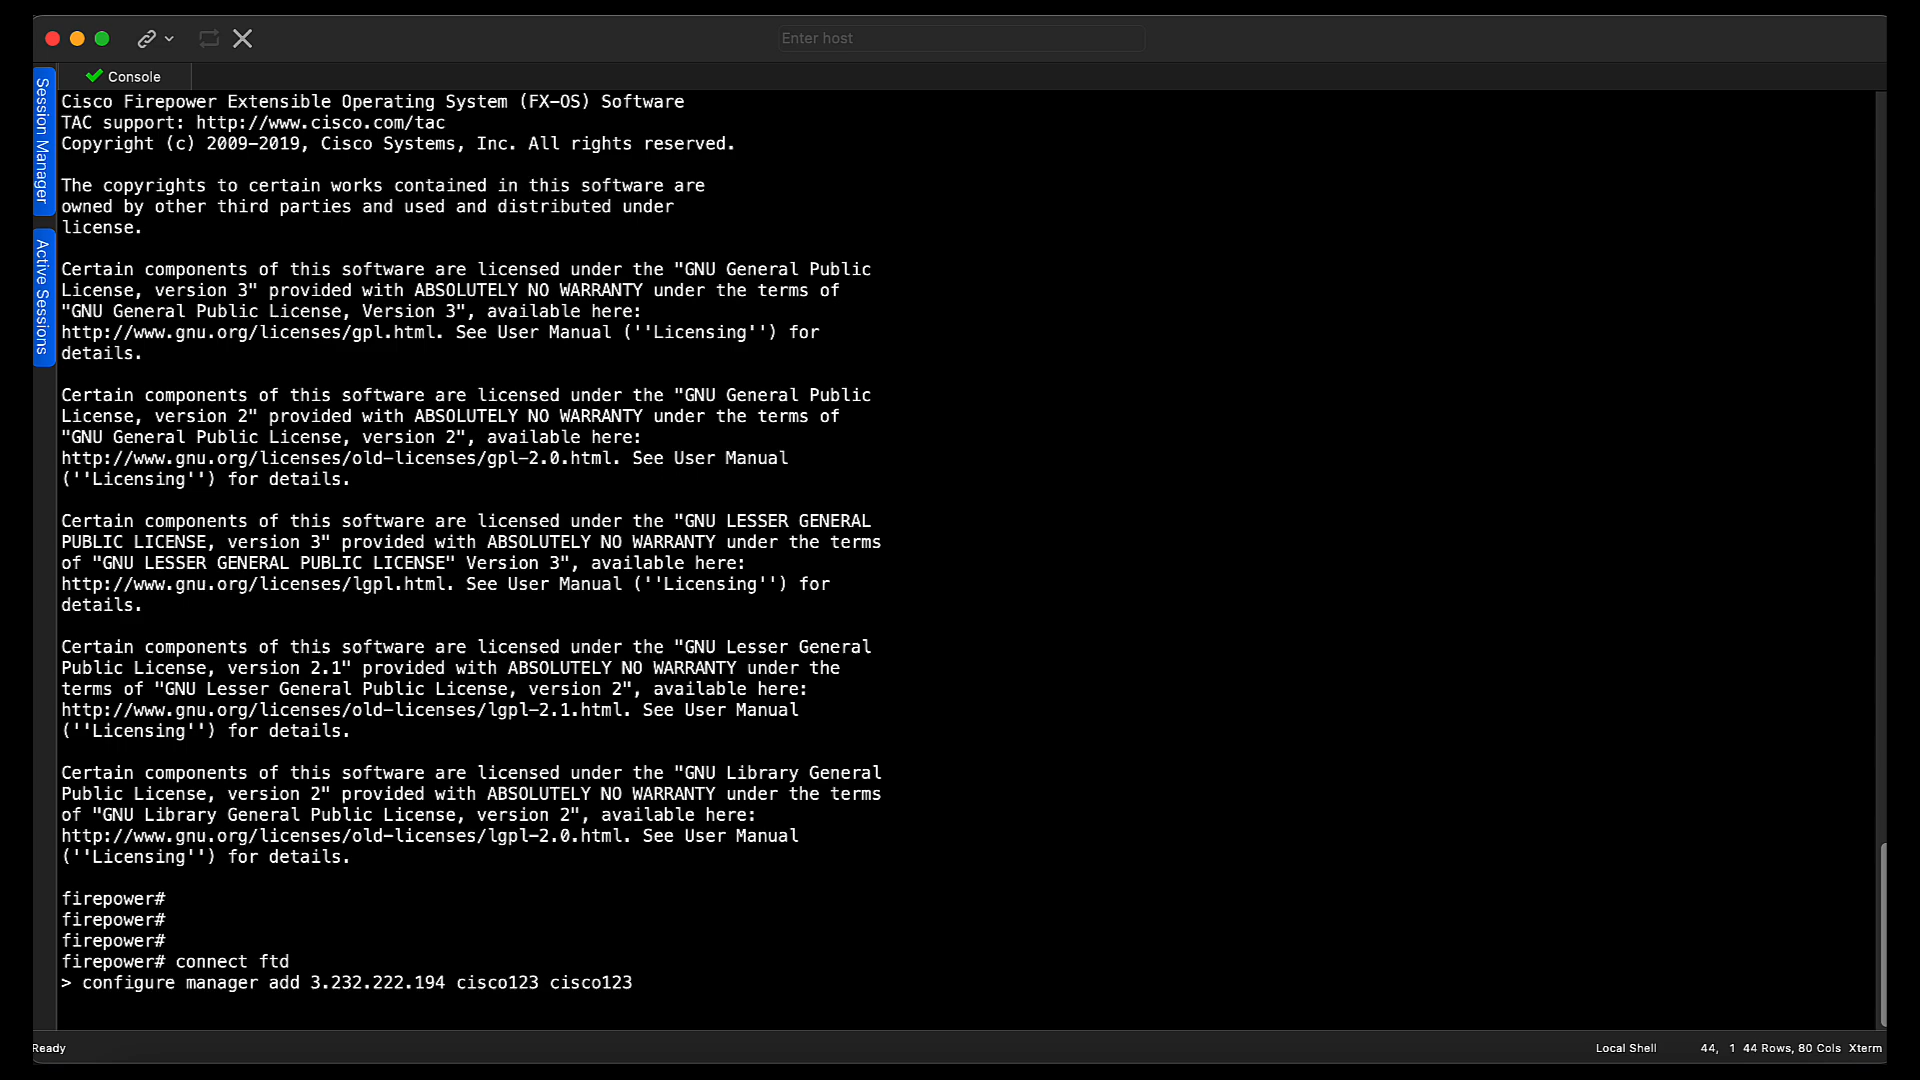 Enter host
Console
Session Manager
Active Sessions
Cisco Firepower Extensible Operating System (FX-OS) Software
TAC support: http://www.cisco.com/tac
Copyright (c) 2009-2019, Cisco Systems, Inc. All rights reserved.
The copyrights to certain works contained in this software are
owned by other third parties and used and distributed under
license.
Certain components of this software are licensed under the "GNU General Public
License, version 3" provided with ABSOLUTELY NO WARRANTY under the terms of
"GNU General Public License, Version 3", available here:
http://www.gnu.org/licenses/gpl.html. See User Manual (''Licensing'') for
details.
Certain components of this software are licensed under the "GNU General Public
License, version 2" provided with ABSOLUTELY NO WARRANTY under the terms of
"GNU General Public License, version 2", available here:
http://www.gnu.org/licenses/old-licenses/gpl-2.0.html. See User Manual
(''Licensing'') for details.
Certain components of this software are licensed under the "GNU LESSER GENERAL
PUBLIC LICENSE, version 3" provided with ABSOLUTELY NO WARRANTY under the terms
of "GNU LESSER GENERAL PUBLIC LICENSE" Version 3", available here:
http://www.gnu.org/licenses/lgpl.html. See User Manual (''Licensing'') for
details.
Certain components of this software are licensed under the "GNU Lesser General
Public License, version 2.1" provided with ABSOLUTELY NO WARRANTY under the
terms of "GNU Lesser General Public License, version 2", available here:
http://www.gnu.org/licenses/old-licenses/lgpl-2.1.html. See User Manual
(''Licensing'') for details.
Certain components of this software are licensed under the "GNU Library General
Public License, version 2" provided with ABSOLUTELY NO WARRANTY under the terms
of "GNU Library General Public License, version 2", available here:
http://www.gnu.org/licenses/old-licenses/lgpl-2.0.html. See User Manual
(''Licensing'') for details.
firepower#
firepower#
firepower#
firepower# connect ftd
> configure manager add 3.232.222.194 cisco123 cisco123
Ready
Local Shell
44, 1 44 Rows, 80 Cols Xterm